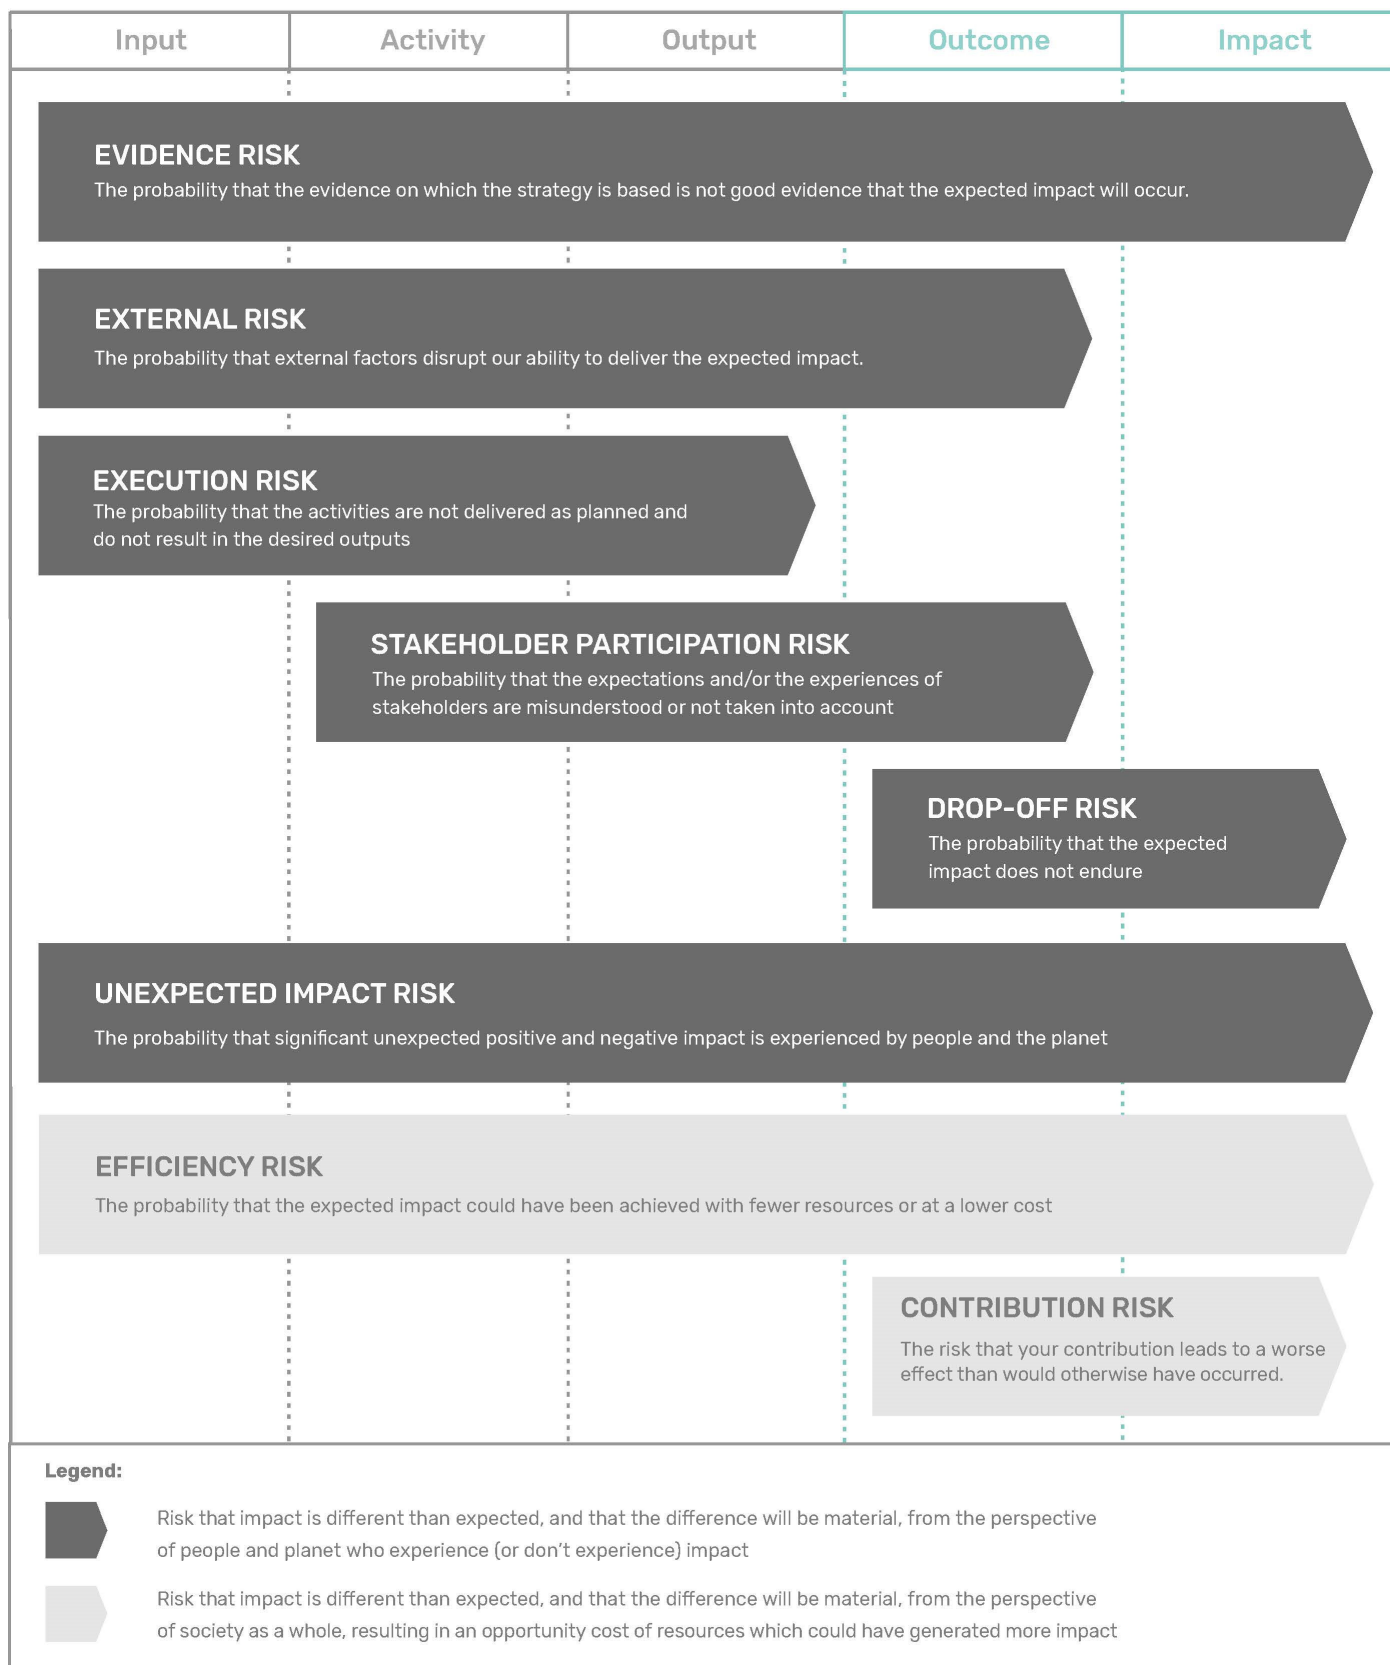 Input
Activity
Output
Outcome
Impact
EVIDENCE RISK
The probability that the evidence on which the strategy is based is not good evidence that the expected impact will occur.
EXTERNAL RISK
The probability that external factors disrupt our ability to deliver the expected impact.
EXECUTION RISK
The probability that the activities are not delivered as planned and
do not result in the desired outputs
STAKEHOLDER PARTICIPATION RISK
The probability that the expectations and/or the experiences of
stakeholders are misunderstood or not taken into account
DROP-OFF RISK
The probability that the expected
impact does not endure
UNEXPECTED IMPACT RISK
The probability that significant unexpected positive and negative impact is experienced by people and the planet
EFFICIENCY RISK
The probability that the expected impact could have been achieved with fewer resources or at a lower cost
CONTRIBUTION RISK
The risk that your contribution leads to a worse
effect than would otherwise have occurred.
Legend:
Risk that impact is different than expected, and that the difference will be material, from the perspective
of people and planet who experience (or don't experience) impact
Risk that impact is different than expected, and that the difference will be material, from the perspective
of society as a whole, resulting in an opportunity cost of resources which could have generated more impact